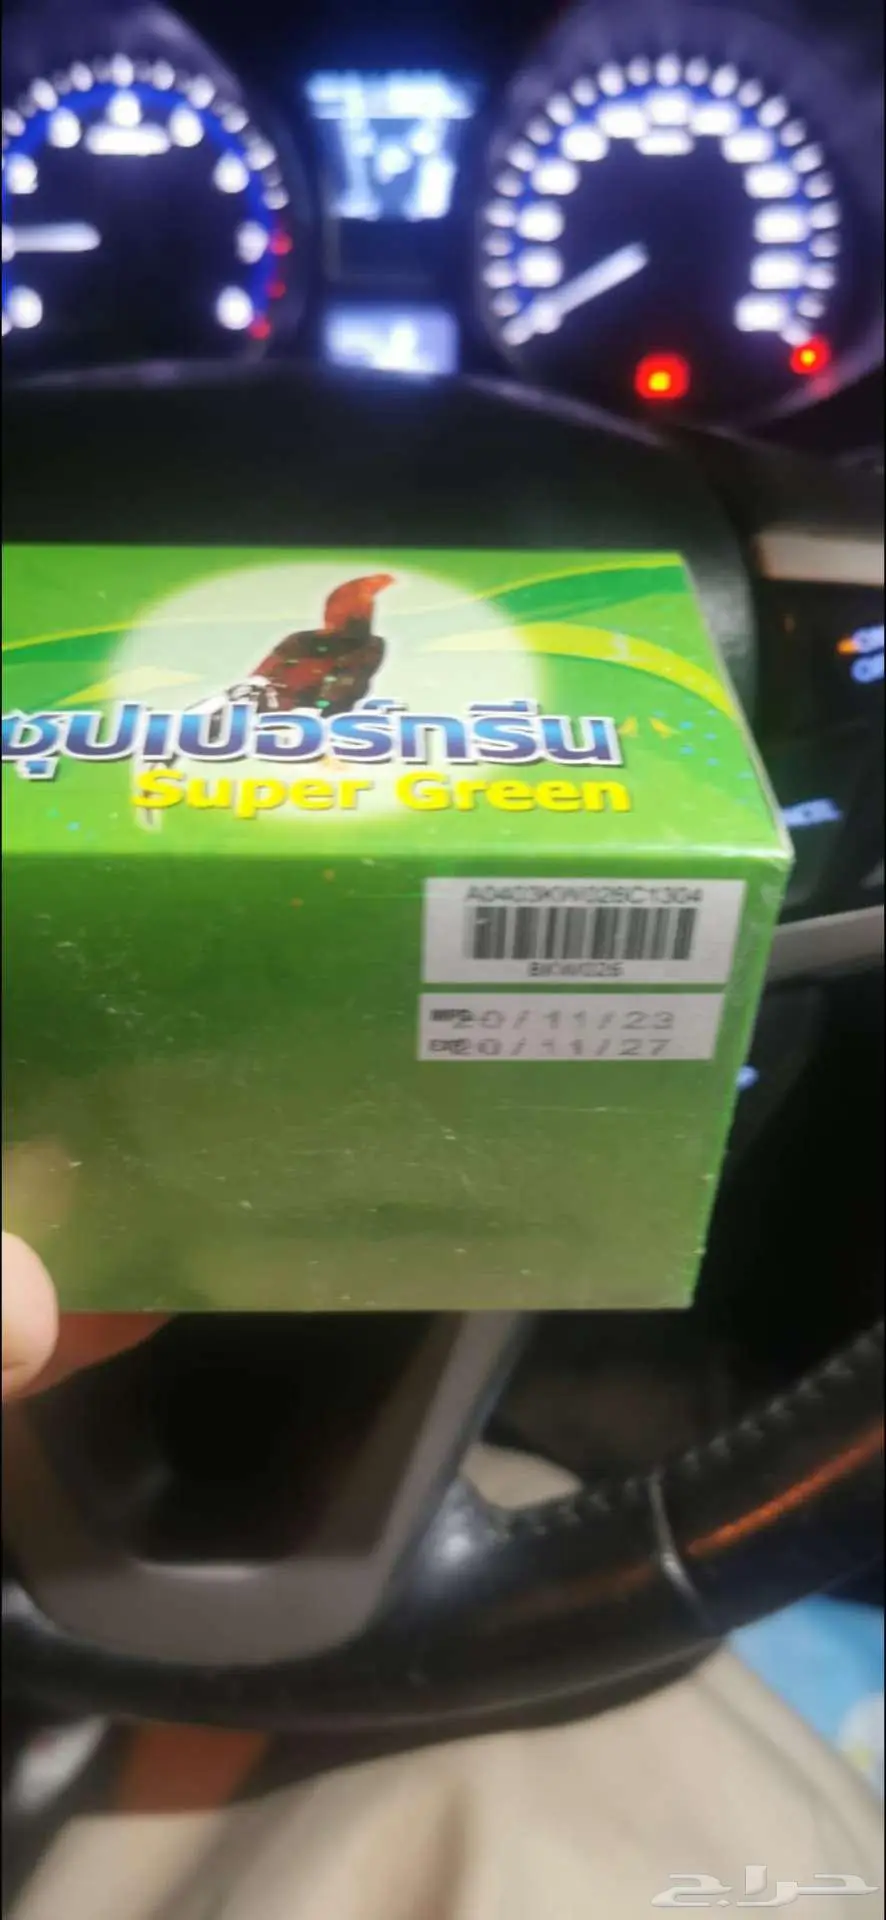 ซุปเปอร์กรีน
Super Green
A0403KW026C1304
BKW026
MFG 20/11/23
EXP 20/11/27
حراج